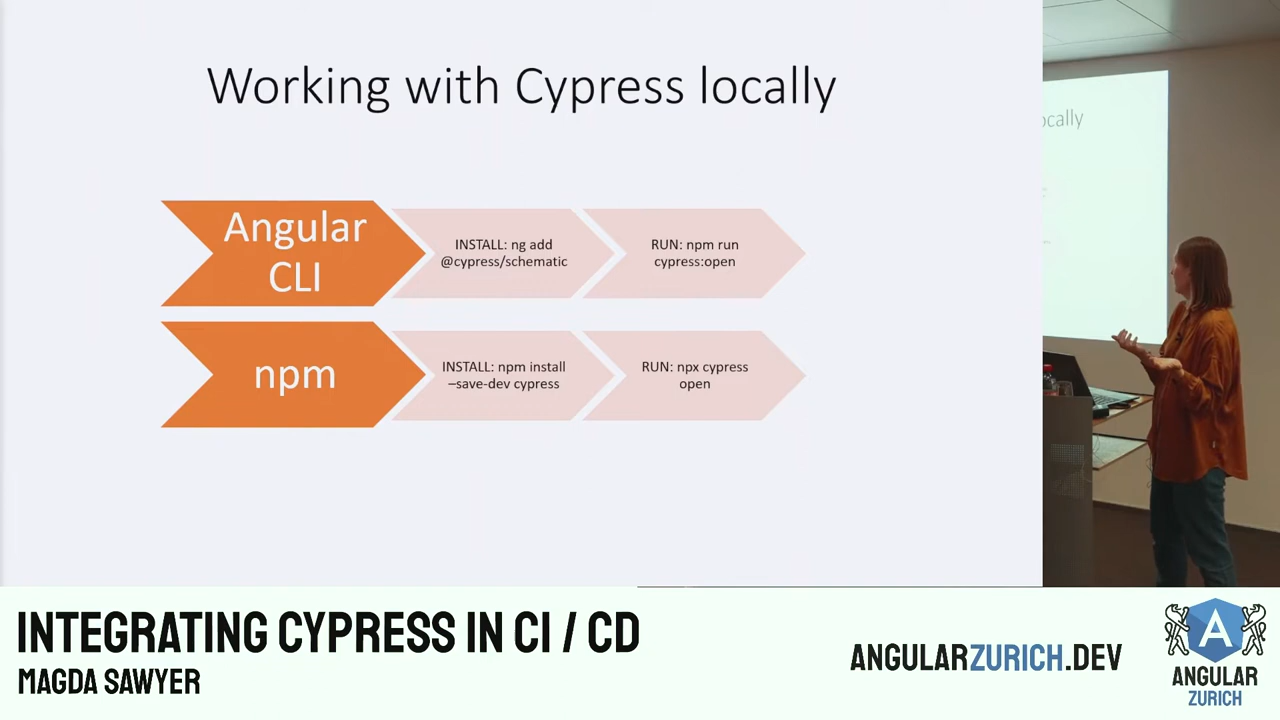 Working with Cypress locally
ocally
Angular
CLI
INSTALL: ng add
@cypress/schematic
RUN: npm run
cypress:open
npm
INSTALL: npm install
–save-dev cypress
RUN: npx cypress
open
INTEGRATING CYPRESS IN CI / CD
MAGDA SAWYER
ANGULARZURICH.DEV
A
ANGULAR
ZURICH